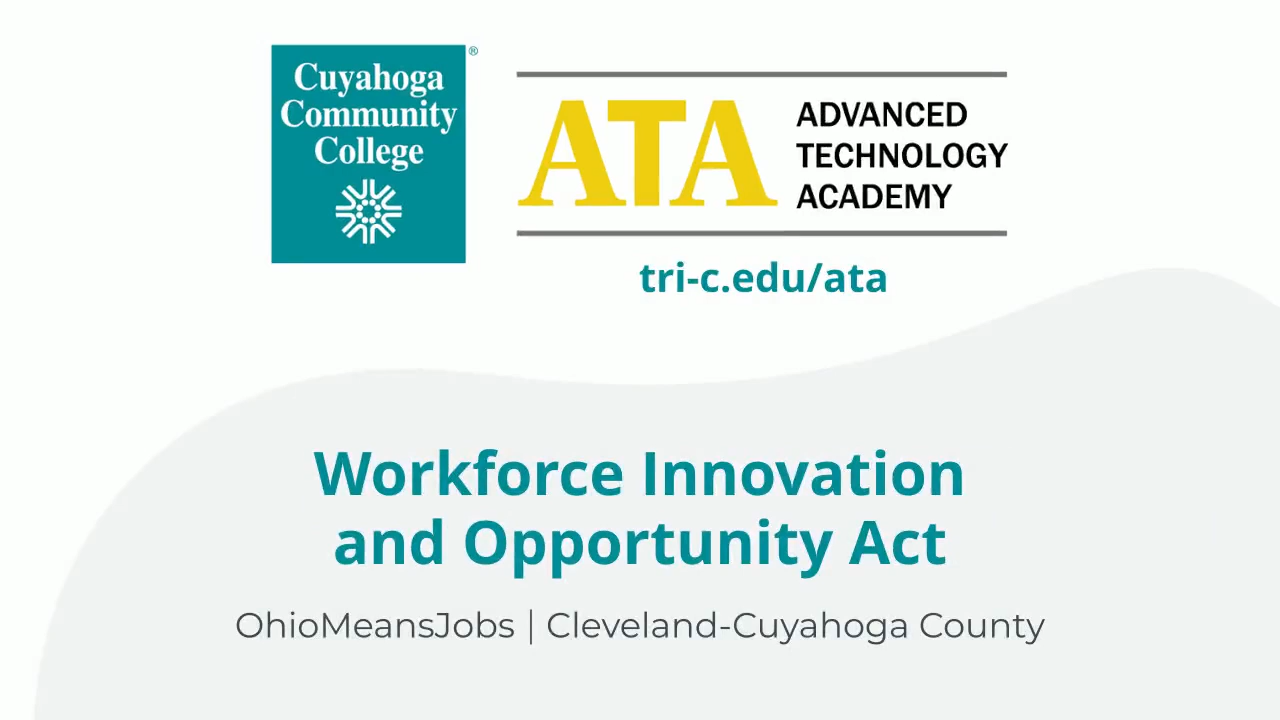 Cuyahoga
Community
College
®
ATA
ADVANCED
TECHNOLOGY
ACADEMY
tri-c.edu/ata
Workforce Innovation
and Opportunity Act
OhioMeansJobs | Cleveland-Cuyahoga County